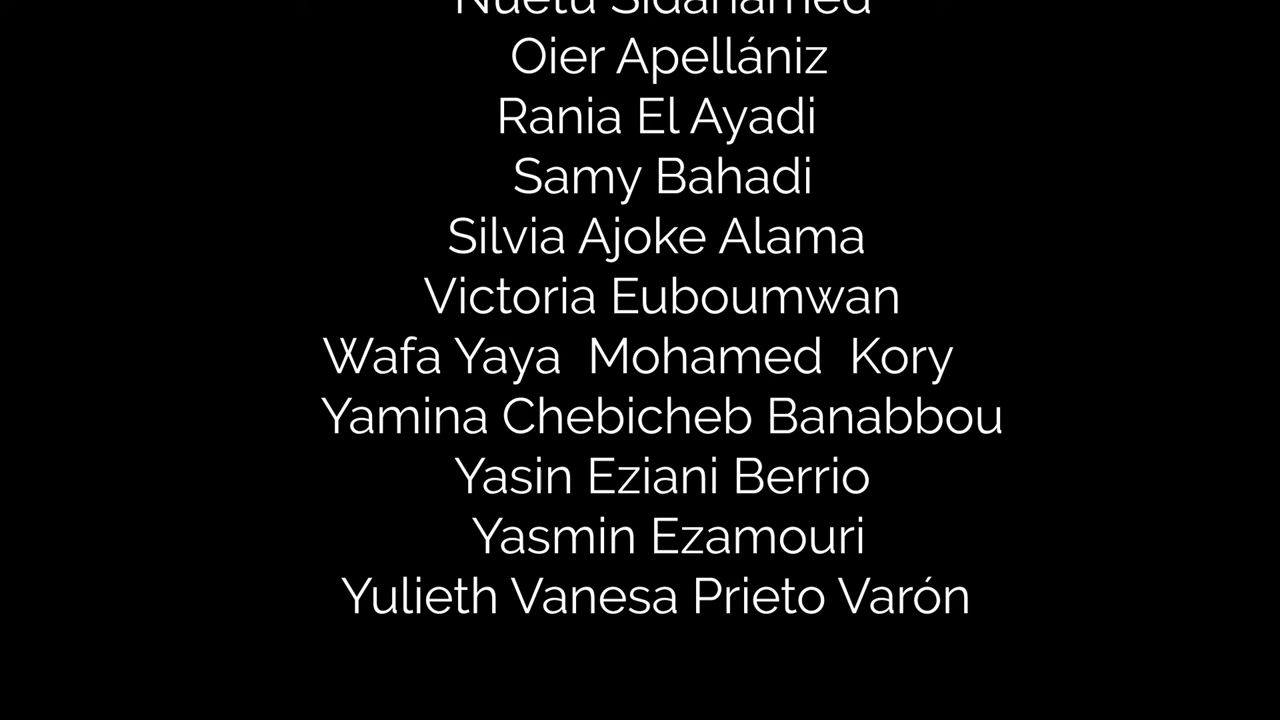 Sidahamed
Oier Apellániz
Rania El Ayadi
Samy Bahadi
Silvia Ajoke Alama
Victoria Euboumwan
Wafa Yaya  Mohamed  Kory
Yamina Chebicheb Banabbou
Yasin Eziani Berrio
Yasmin Ezamouri
Yulieth Vanesa Prieto Varón